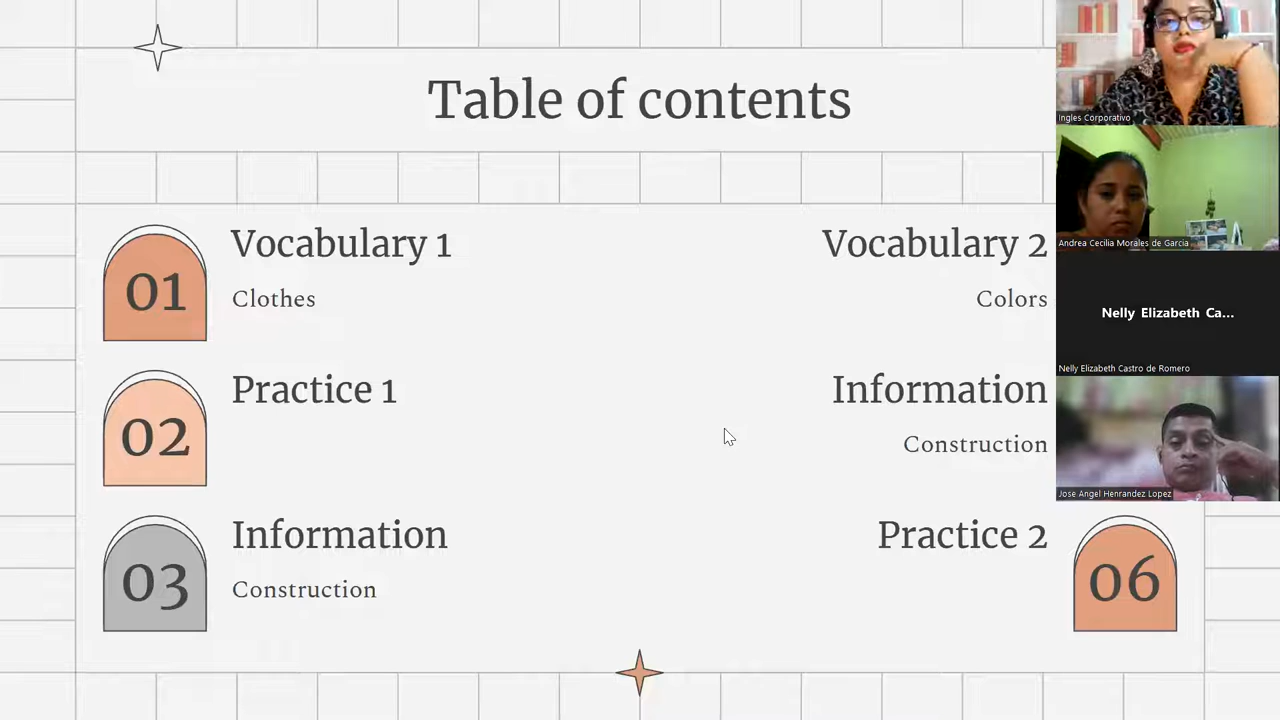 Table of contents
01
Vocabulary 1
Clothes
02
Practice 1
03
Information
Construction
Vocabulary 2
Colors
Information
Construction
Practice 2
06
Ingles Corporativo
Andrea Cecilia Morales de Garcia
Nelly Elizabeth Ca...
Nelly Elizabeth Castro de Romero
Jose Angel Henrandez Lopez